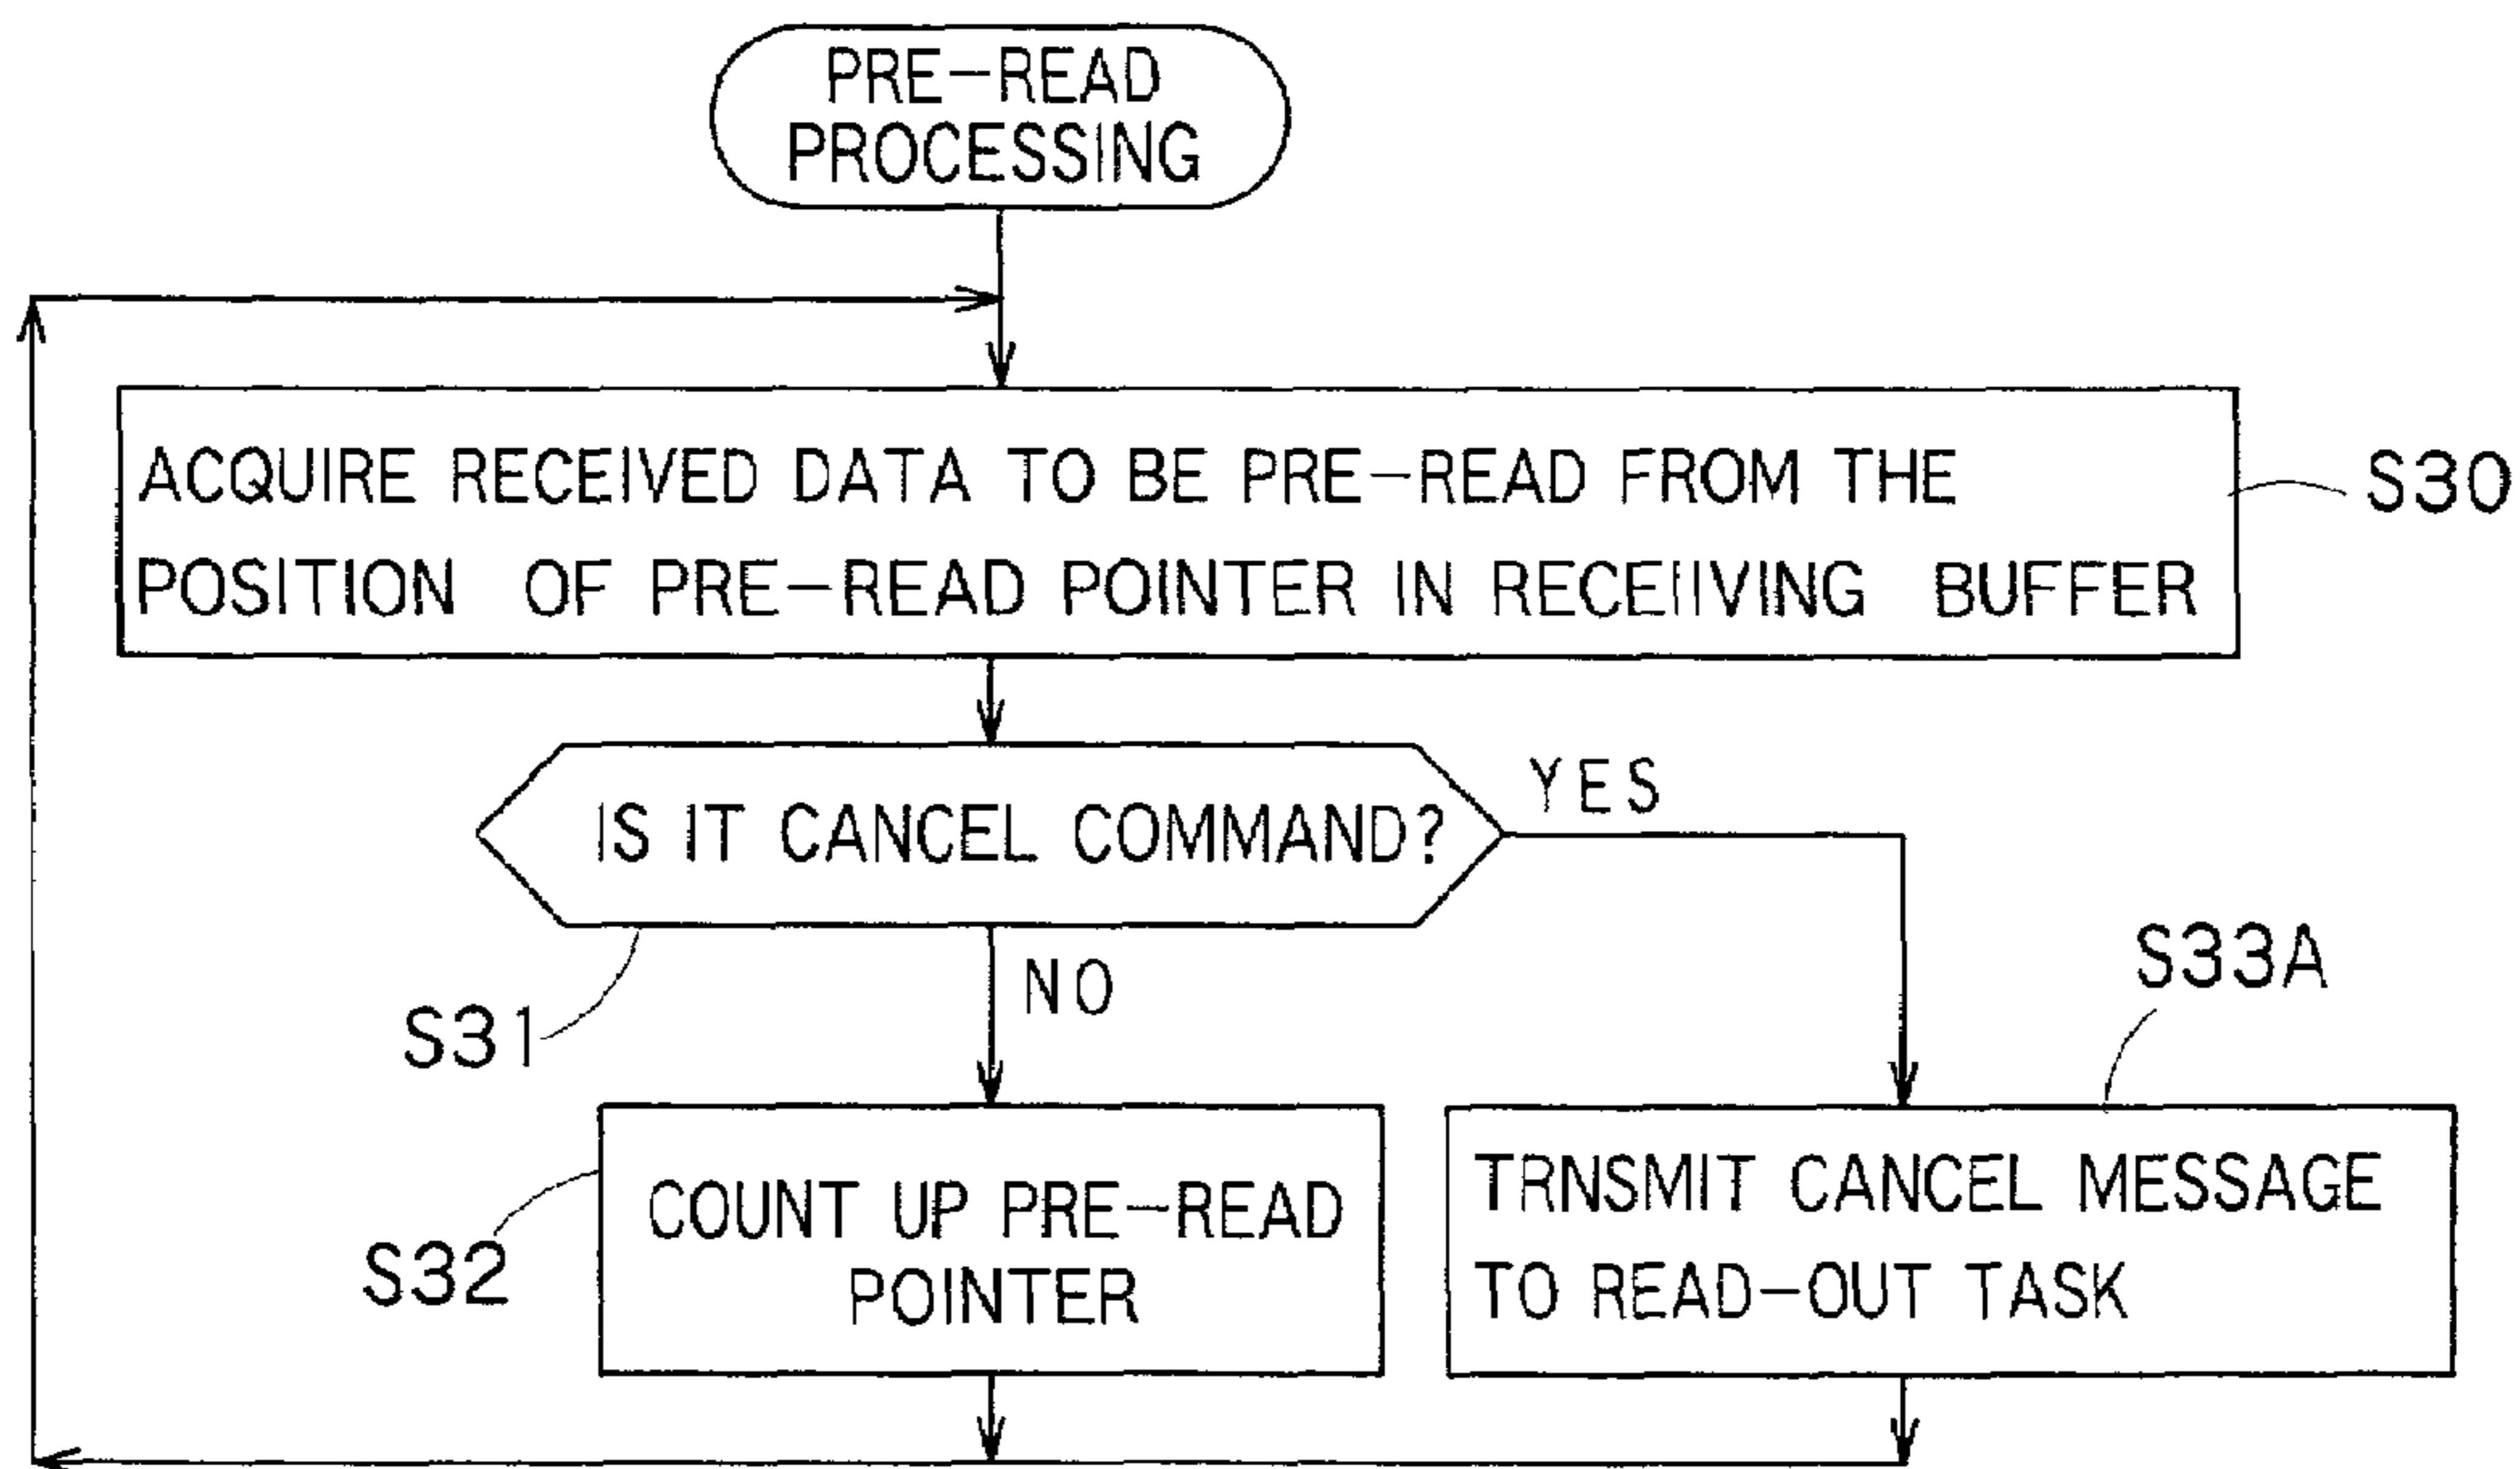 PRE-READ
PROCESSING
ACQUIRE RECEIVED DATA TO BE PRE-READ FROM THE
POSITION OF PRE-READ POINTER IN RECEIIVING BUFFER
S30
IS IT CANCEL COMMAND?
YES
S31
NO
S33A
COUNT UP PRE-READ
POINTER
S32
TRNSMIT CANCEL MESSAGE
TO READ-OUT TASK